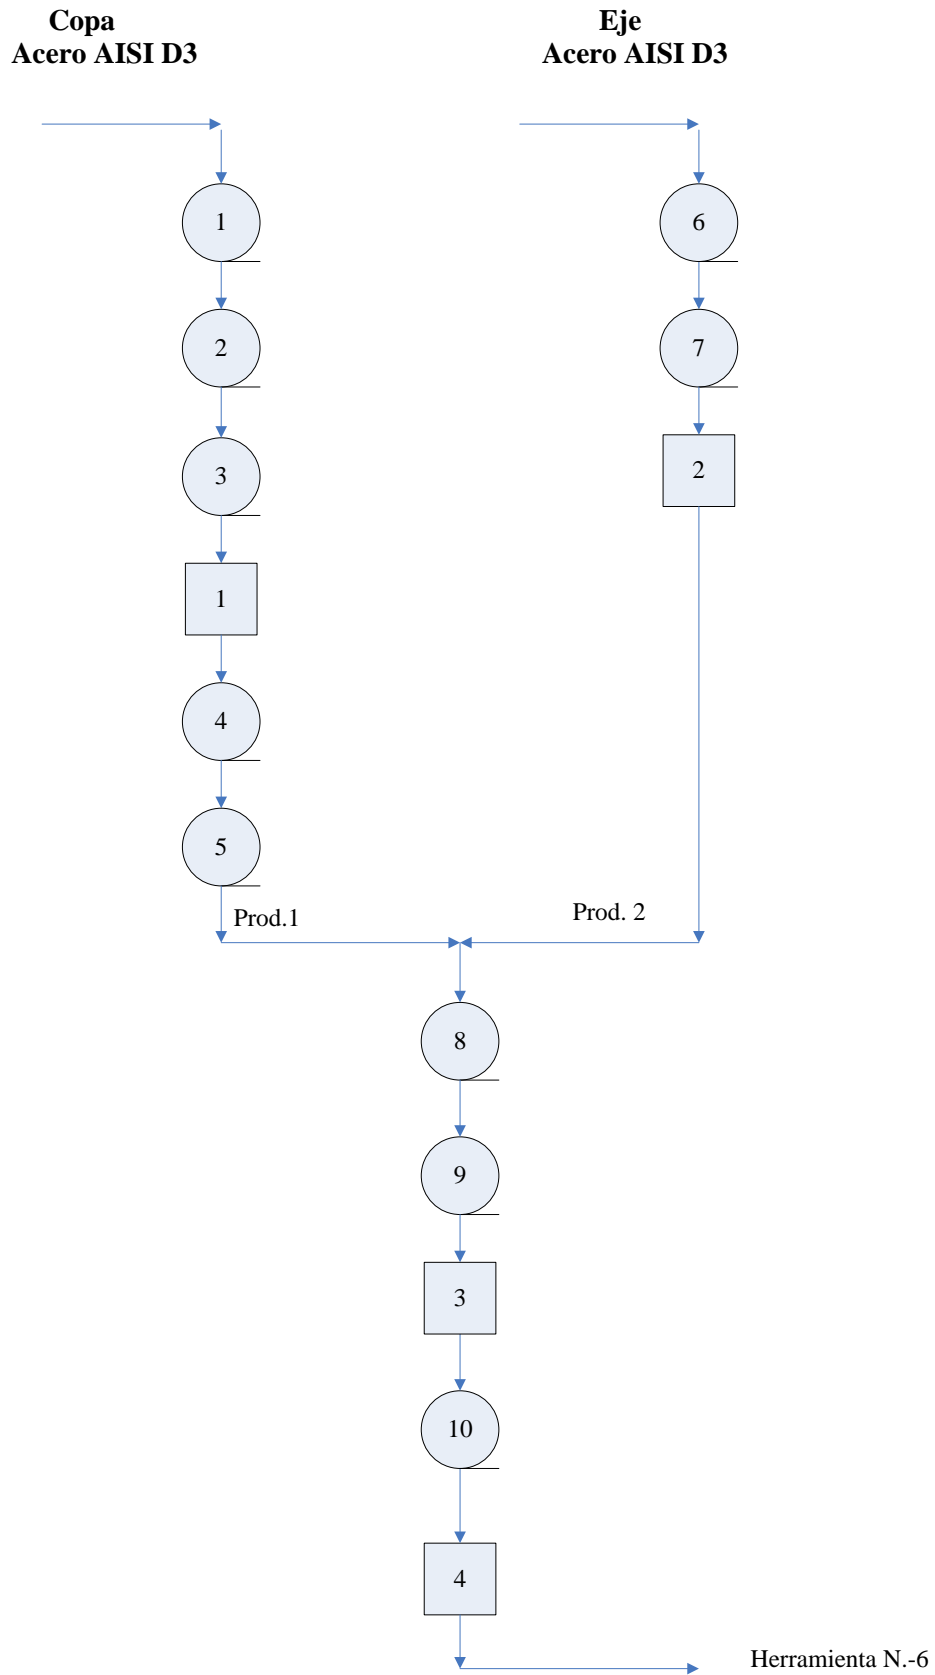 Copa
Acero AISI D3
Eje
Acero AISI D3
1
2
3
1
4
5
Prod.1
6
7
2
Prod. 2
8
9
3
10
4
Herramienta N.-6